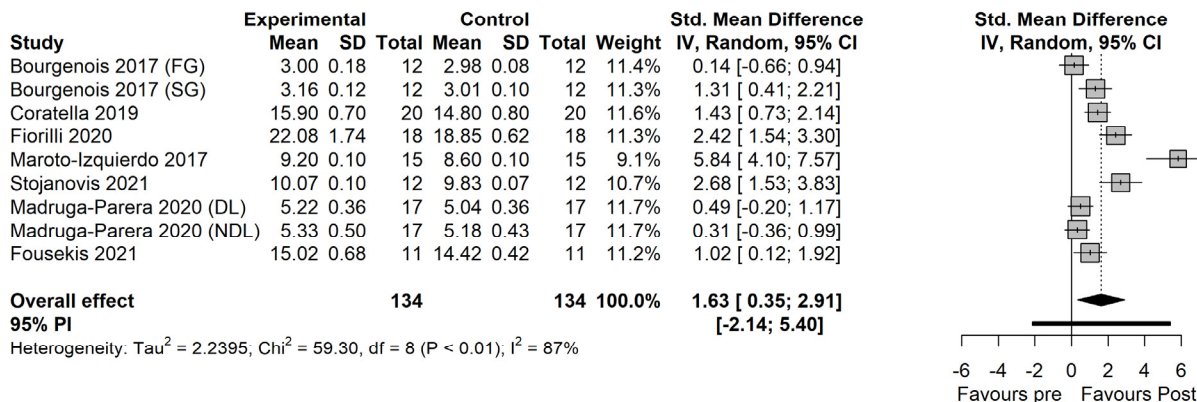 Experimental Control Std. Mean Difference Std. Mean Difference
Study Mean SD Total Mean SD Total Weight IV, Random, 95% CI IV, Random, 95% CI
Bourgenois 2017 (FG) 3.00 0.18 12 2.98 0.08 12 11.4% 0.14 [-0.66; 0.94]
Bourgenois 2017 (SG) 3.16 0.12 12 3.01 0.10 12 11.3% 1.31 [ 0.41; 2.21]
Coratella 2019 15.90 0.70 20 14.80 0.80 20 11.6% 1.43 [ 0.73; 2.14]
Fiorilli 2020 22.08 1.74 18 18.85 0.62 18 11.3% 2.42 [ 1.54; 3.30]
Maroto-Izquierdo 2017 9.20 0.10 15 8.60 0.10 15 9.1% 5.84 [ 4.10; 7.57]
Stojanovis 2021 10.07 0.10 12 9.83 0.07 12 10.7% 2.68 [ 1.53; 3.83]
Madruga-Parera 2020 (DL) 5.22 0.36 17 5.04 0.36 17 11.7% 0.49 [-0.20; 1.17]
Madruga-Parera 2020 (NDL) 5.33 0.50 17 5.18 0.43 17 11.7% 0.31 [-0.36; 0.99]
Fousekis 2021 15.02 0.68 11 14.42 0.42 11 11.2% 1.02 [ 0.12; 1.92]
Overall effect 134 134 100.0% 1.63 [ 0.35; 2.91]
95% PI [-2.14; 5.40]
Heterogeneity: Tau² = 2.2395; Chi² = 59.30, df = 8 (P < 0.01); I² = 87%
-6 -4 -2 0 2 4 6
Favours pre Favours Post